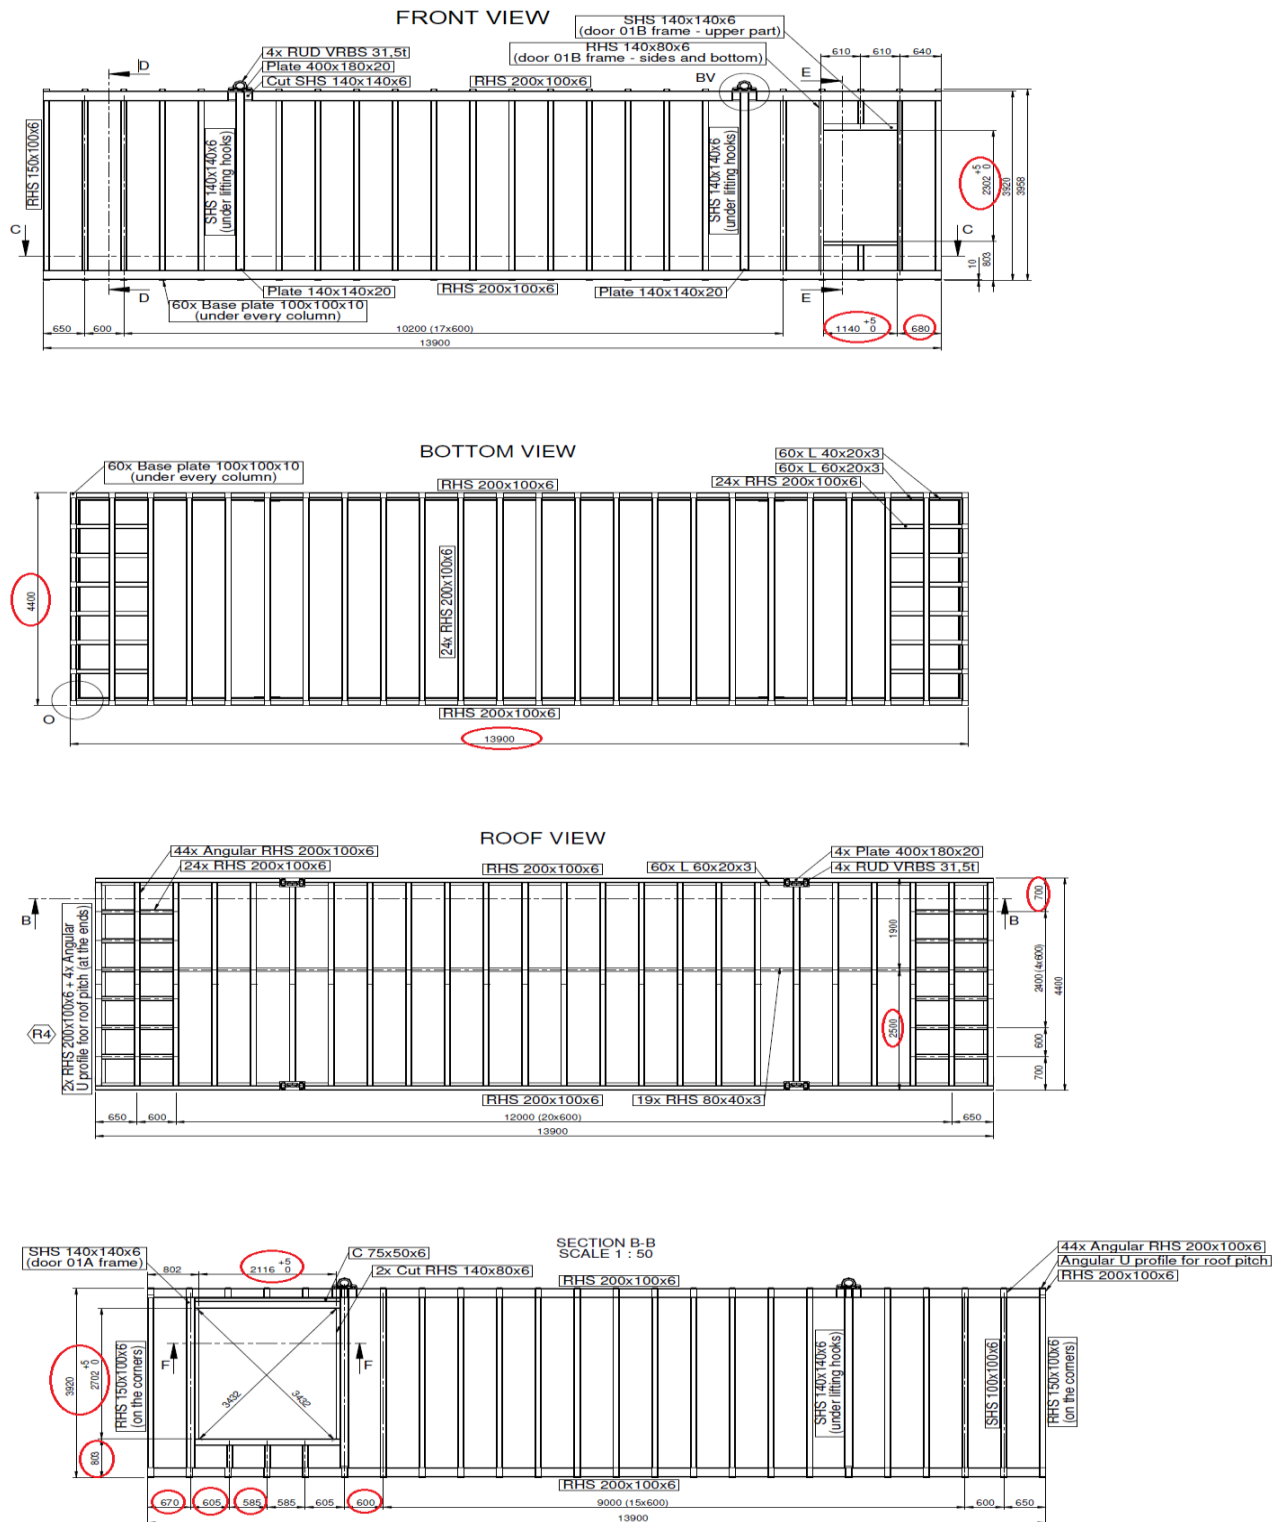 FRONT VIEW
SHS 140x140x6
(door 01B frame - upper part)
RHS 140x80x6
(door 01B frame - sides and bottom)
610 610 640
D
4x RUD VRBS 31,5t
Plate 400x180x20
Cut SHS 140x140x6
RHS 200x100x6
BV
E
RHS 150x100x6
SHS 140x140x6
(under lifting hooks)
SHS 140x140x6
(under lifting hooks)
2302 +5 0
3920
3958
C
C
10
803
D
Plate 140x140x20
RHS 200x100x6
Plate 140x140x20
E
60x Base plate 100x100x10
(under every column)
650 600 10200 (17x600) 1140 +5 0 680
13900
BOTTOM VIEW
60x Base plate 100x100x10
(under every column)
RHS 200x100x6
60x L 40x20x3
60x L 60x20x3
24x RHS 200x100x6
4400
24x RHS 200x100x6
O
RHS 200x100x6
13900
ROOF VIEW
44x Angular RHS 200x100x6
24x RHS 200x100x6
RHS 200x100x6
60x L 60x20x3
4x Plate 400x180x20
4x RUD VRBS 31,5t
B
B
700
1900
2400 (4x600)
4400
2x RHS 200x100x6 + 4x Angular
U profile foor roof pitch (at the ends)
R4
2500
600
700
RHS 200x100x6
19x RHS 80x40x3
650 600 12000 (20x600) 650
13900
SECTION B-B
SCALE 1 : 50
SHS 140x140x6
(door 01A frame)
802 2116 +5 0
C 75x50x6
2x Cut RHS 140x80x6
RHS 200x100x6
44x Angular RHS 200x100x6
Angular U profile for roof pitch
RHS 200x100x6
3920
2702 +5 0
RHS 150x100x6
(on the corners)
F
F
3432
3432
SHS 140x140x6
(under lifting hooks)
SHS 100x100x6
RHS 150x100x6
(on the corners)
803
RHS 200x100x6
670 605 585 585 605 600 9000 (15x600) 600 650
13900